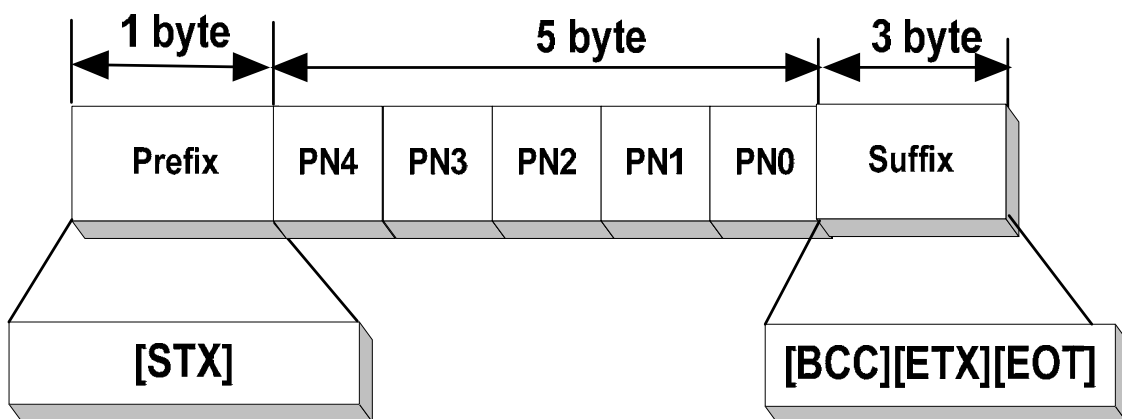 1 byte 5 byte 3 byte
Prefix PN4 PN3 PN2 PN1 PN0 Suffix
[STX] [BCC][ETX][EOT]